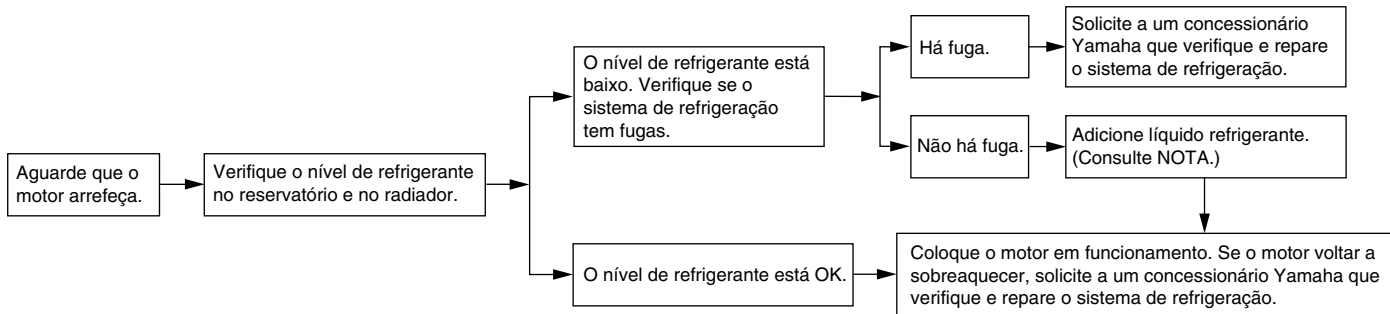 Aguarde que o
motor arrefeça.
Verifique o nível de refrigerante
no reservatório e no radiador.
O nível de refrigerante está
baixo. Verifique se o
sistema de refrigeração
tem fugas.
Há fuga.
Solicite a um concessionário
Yamaha que verifique e repare
o sistema de refrigeração.
Não há fuga.
Adicione líquido refrigerante.
(Consulte NOTA.)
O nível de refrigerante está OK.
Coloque o motor em funcionamento. Se o motor voltar a
sobreaquecer, solicite a um concessionário Yamaha que
verifique e repare o sistema de refrigeração.